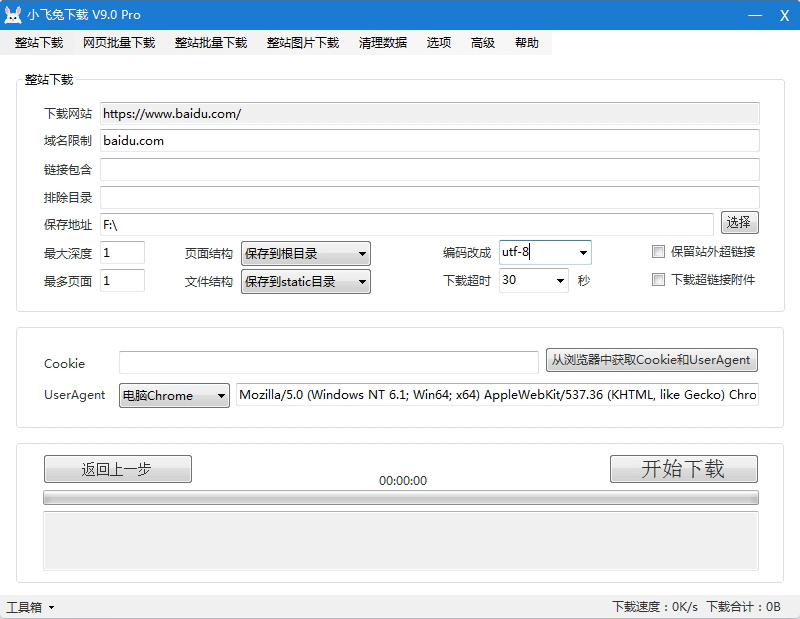 小飞兔下载 V9.0 Pro
整站下载 网页批量下载 整站批量下载 整站图片下载 清理数据 选项 高级 帮助
整站下载
下载网站 https://www.baidu.com/
域名限制 baidu.com
链接包含
排除目录
保存地址 F:\ 选择
最大深度 1 页面结构 保存到根目录 编码改成 utf-8 保留站外超链接
最多页面 1 文件结构 保存到static目录 下载超时 30 秒 下载超链接附件
Cookie 从浏览器中获取Cookie和UserAgent
UserAgent 电脑Chrome Mozilla/5.0 (Windows NT 6.1; Win64; x64) AppleWebKit/537.36 (KHTML, like Gecko) Chro
返回上一步 00:00:00 开始下载
工具箱 下载速度：0K/s 下载合计：0B